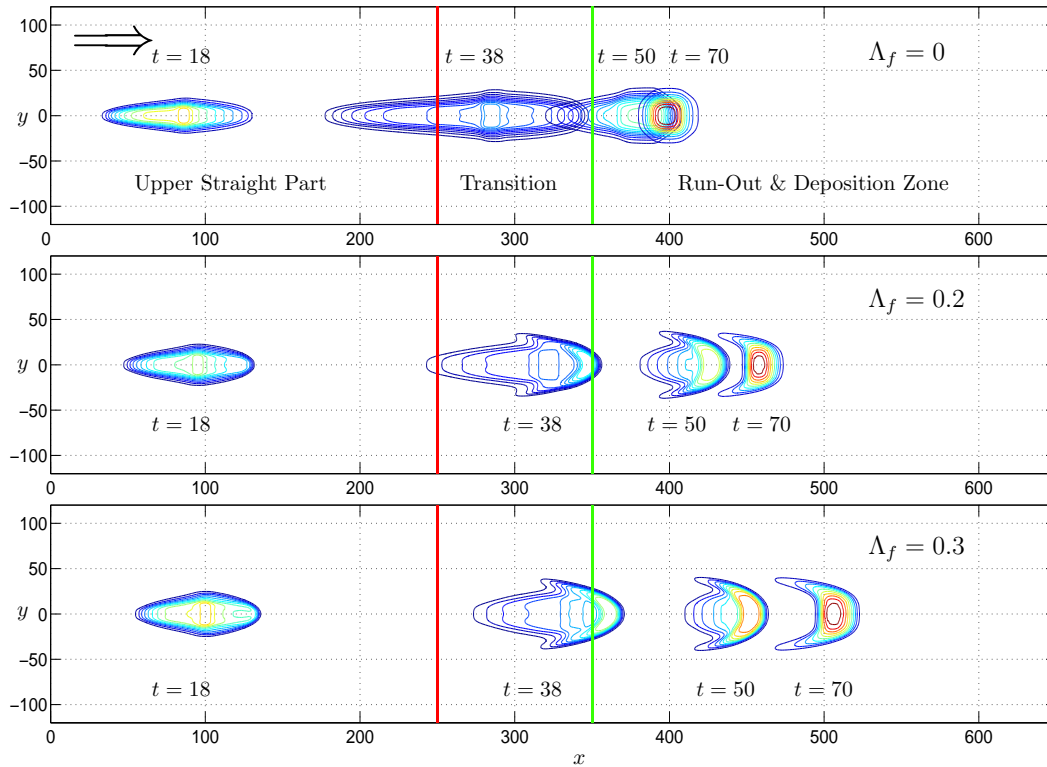 100
t = 18
t = 38
t = 50
t = 70
Λ_f = 0
50
y 0
−50
Upper Straight Part
Transition
Run-Out & Deposition Zone
−100
0 100 200 300 400 500 600
100
Λ_f = 0.2
50
y 0
−50
t = 18
t = 38
t = 50
t = 70
−100
0 100 200 300 400 500 600
100
Λ_f = 0.3
50
y 0
−50
t = 18
t = 38
t = 50
t = 70
−100
0 100 200 300 400 500 600
x